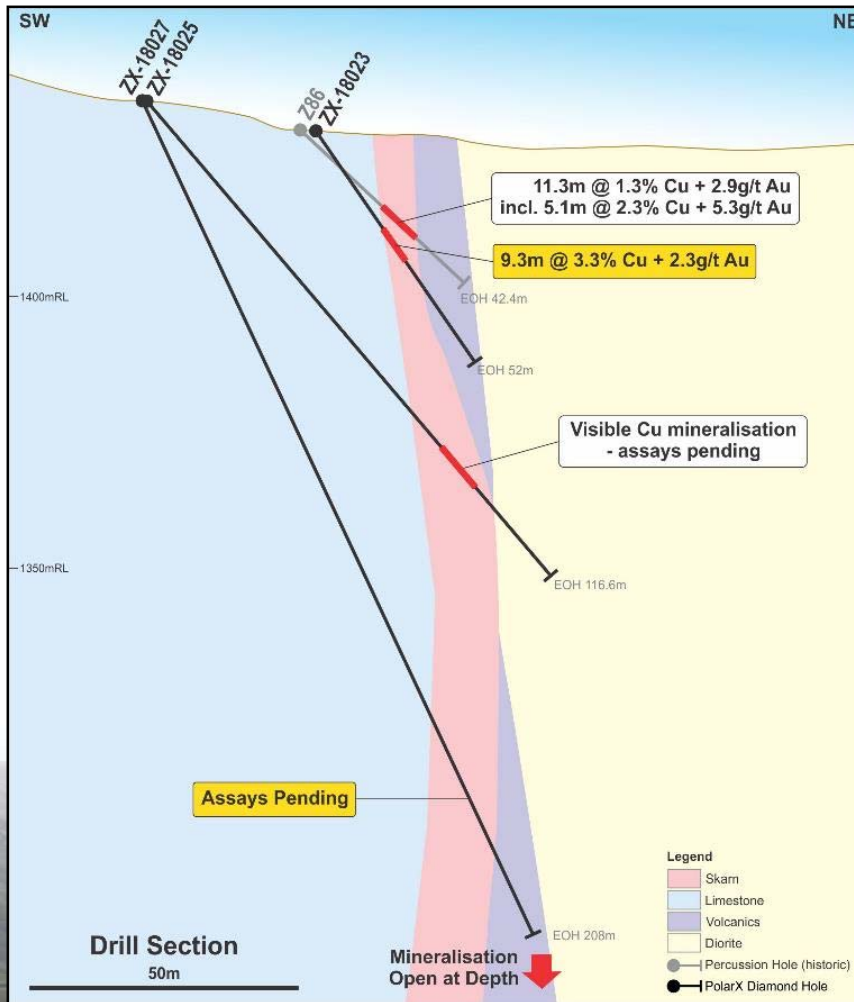 SW
NE
ZX-18027
ZX-18025
Z86
ZX-18023
11.3m @ 1.3% Cu + 2.9g/t Au
incl. 5.1m @ 2.3% Cu + 5.3g/t Au
9.3m @ 3.3% Cu + 2.3g/t Au
EOH 42.4m
1400mRL
EOH 52m
Visible Cu mineralisation
- assays pending
1350mRL
EOH 116.6m
Assays Pending
Legend
Skarn
Limestone
Volcanics
Diorite
Percussion Hole (historic)
PolarX Diamond Hole
EOH 208m
Drill Section
50m
Mineralisation
Open at Depth